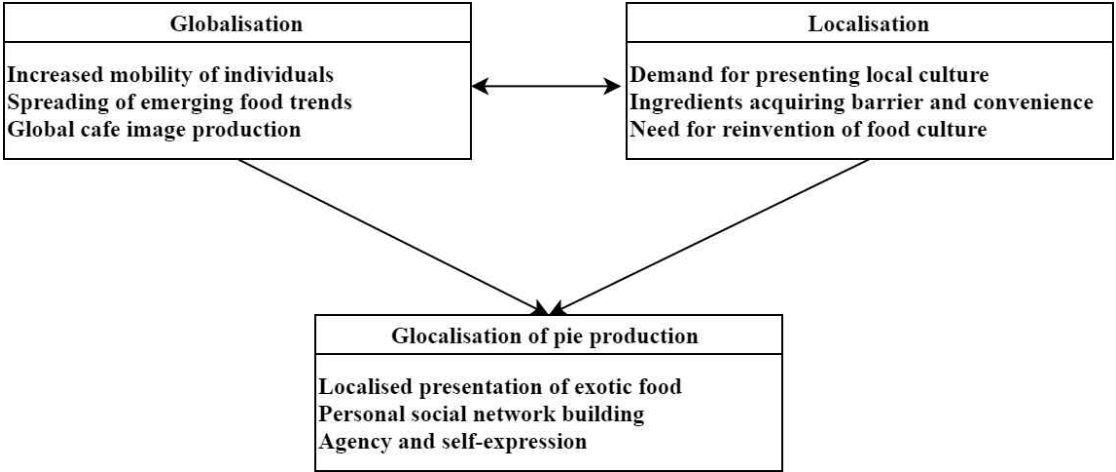 Globalisation
Increased mobility of individuals
Spreading of emerging food trends
Global cafe image production
Localisation
Demand for presenting local culture
Ingredients acquiring barrier and convenience
Need for reinvention of food culture
Glocalisation of pie production
Localised presentation of exotic food
Personal social network building
Agency and self-expression